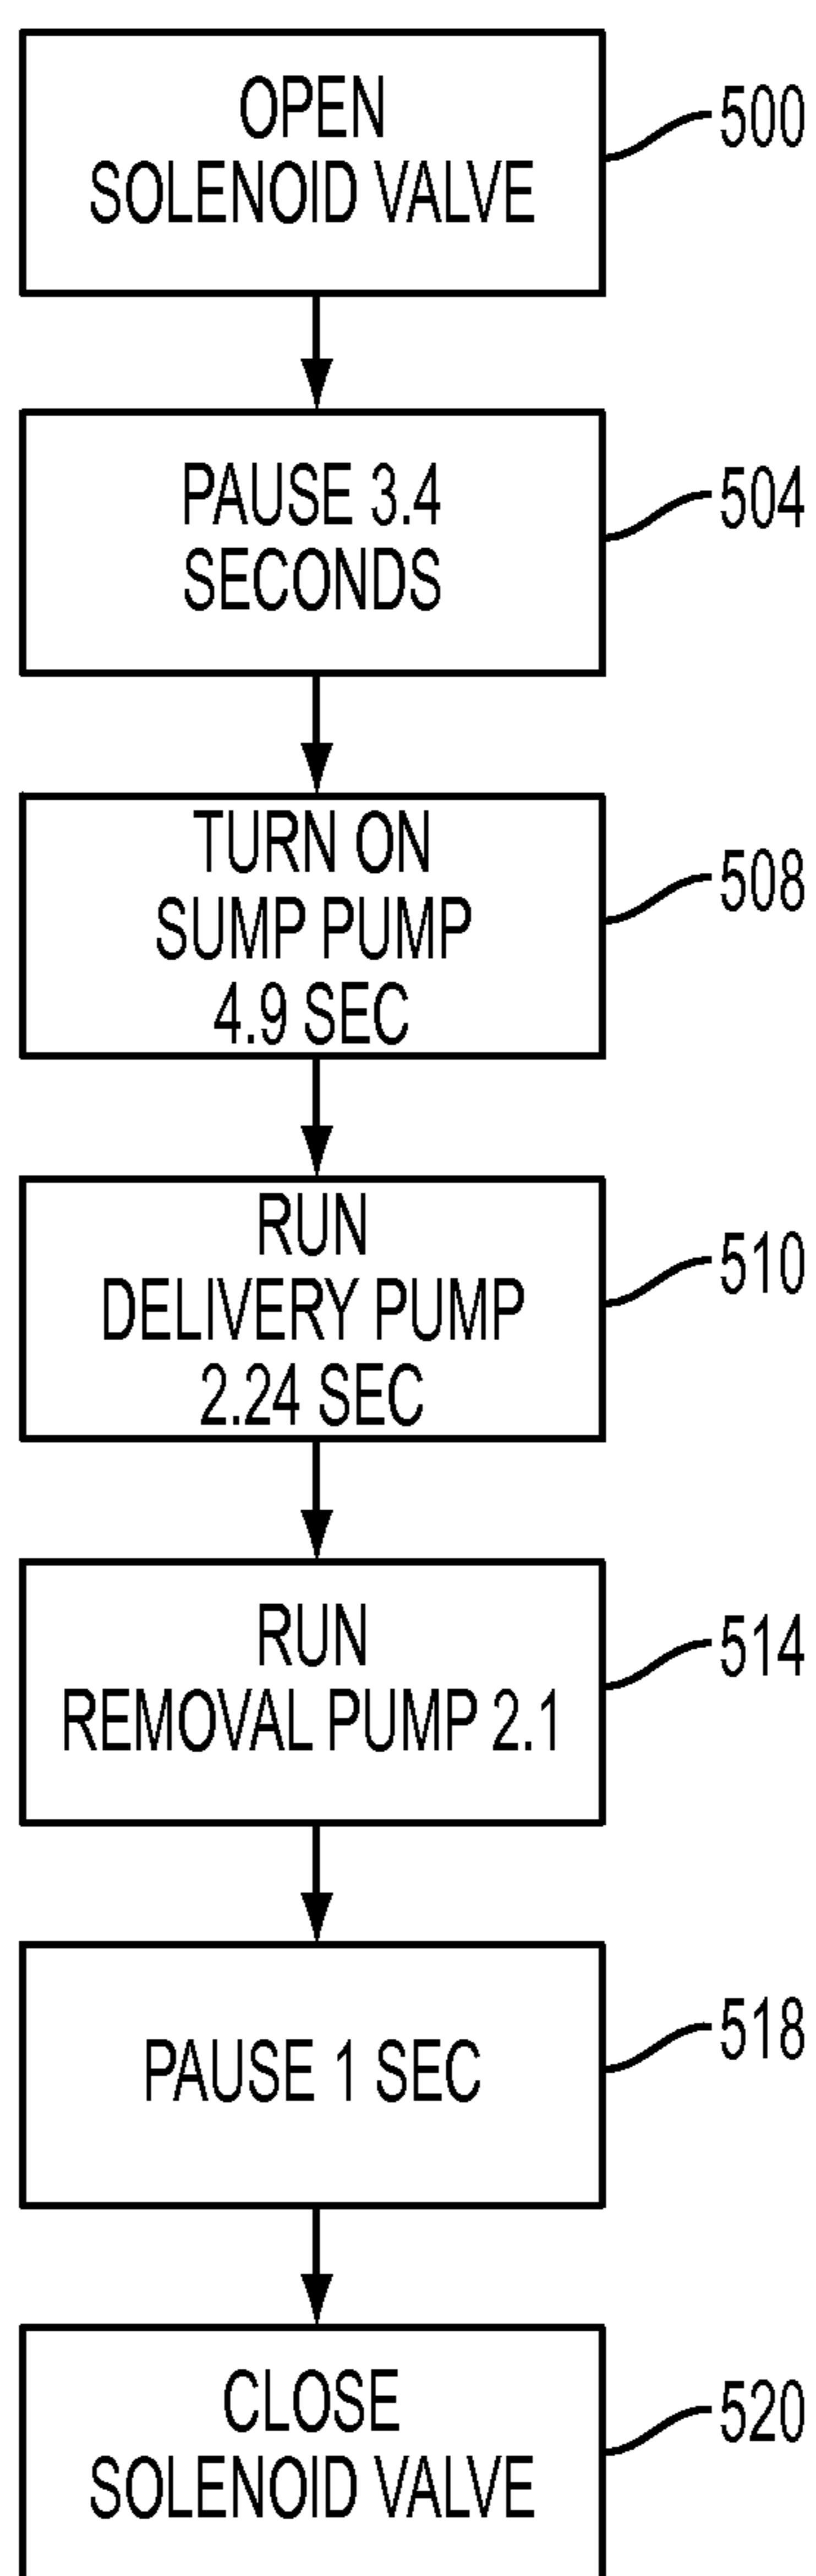 OPEN
SOLENOID VALVE
500
PAUSE 3.4
SECONDS
504
TURN ON
SUMP PUMP
4.9 SEC
508
RUN
DELIVERY PUMP
2.24 SEC
510
RUN
REMOVAL PUMP 2.1
514
PAUSE 1 SEC
518
CLOSE
SOLENOID VALVE
520